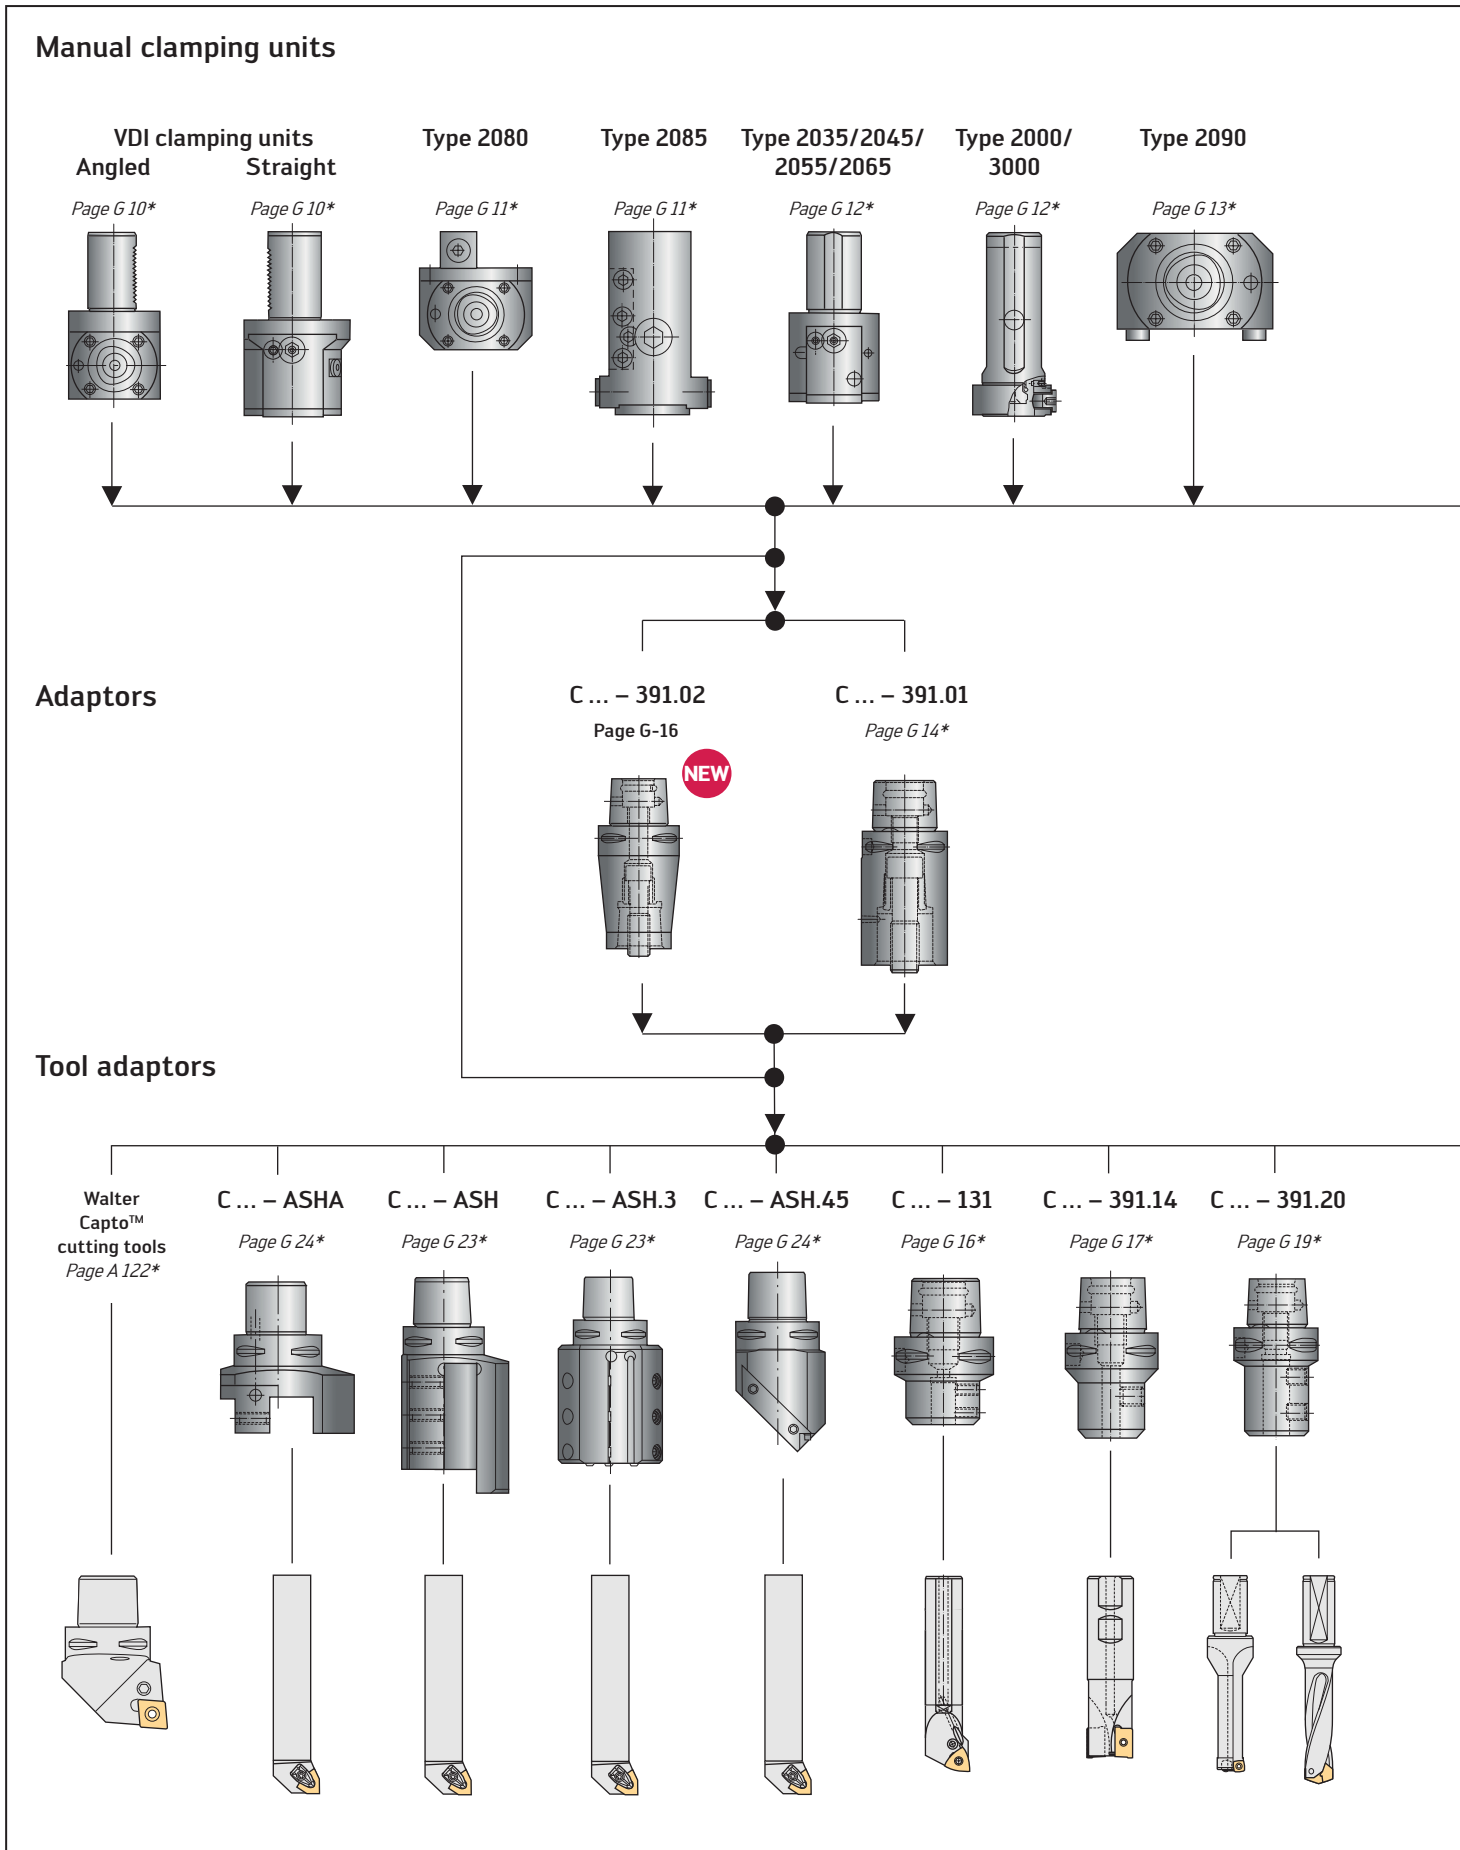 Manual clamping units
VDI clamping units
Angled
Straight
Type 2080
Type 2085
Type 2035/2045/
2055/2065
Type 2000/
3000
Type 2090
Page G 10*
Page G 10*
Page G 11*
Page G 11*
Page G 12*
Page G 12*
Page G 13*
Adaptors
C ... – 391.02
Page G-16
NEW
C ... – 391.01
Page G 14*
Tool adaptors
Walter
Capto™
cutting tools
Page A 122*
C ... – ASHA
Page G 24*
C ... – ASH
Page G 23*
C ... – ASH.3
Page G 23*
C ... – ASH.45
Page G 24*
C ... – 131
Page G 16*
C ... – 391.14
Page G 17*
C ... – 391.20
Page G 19*